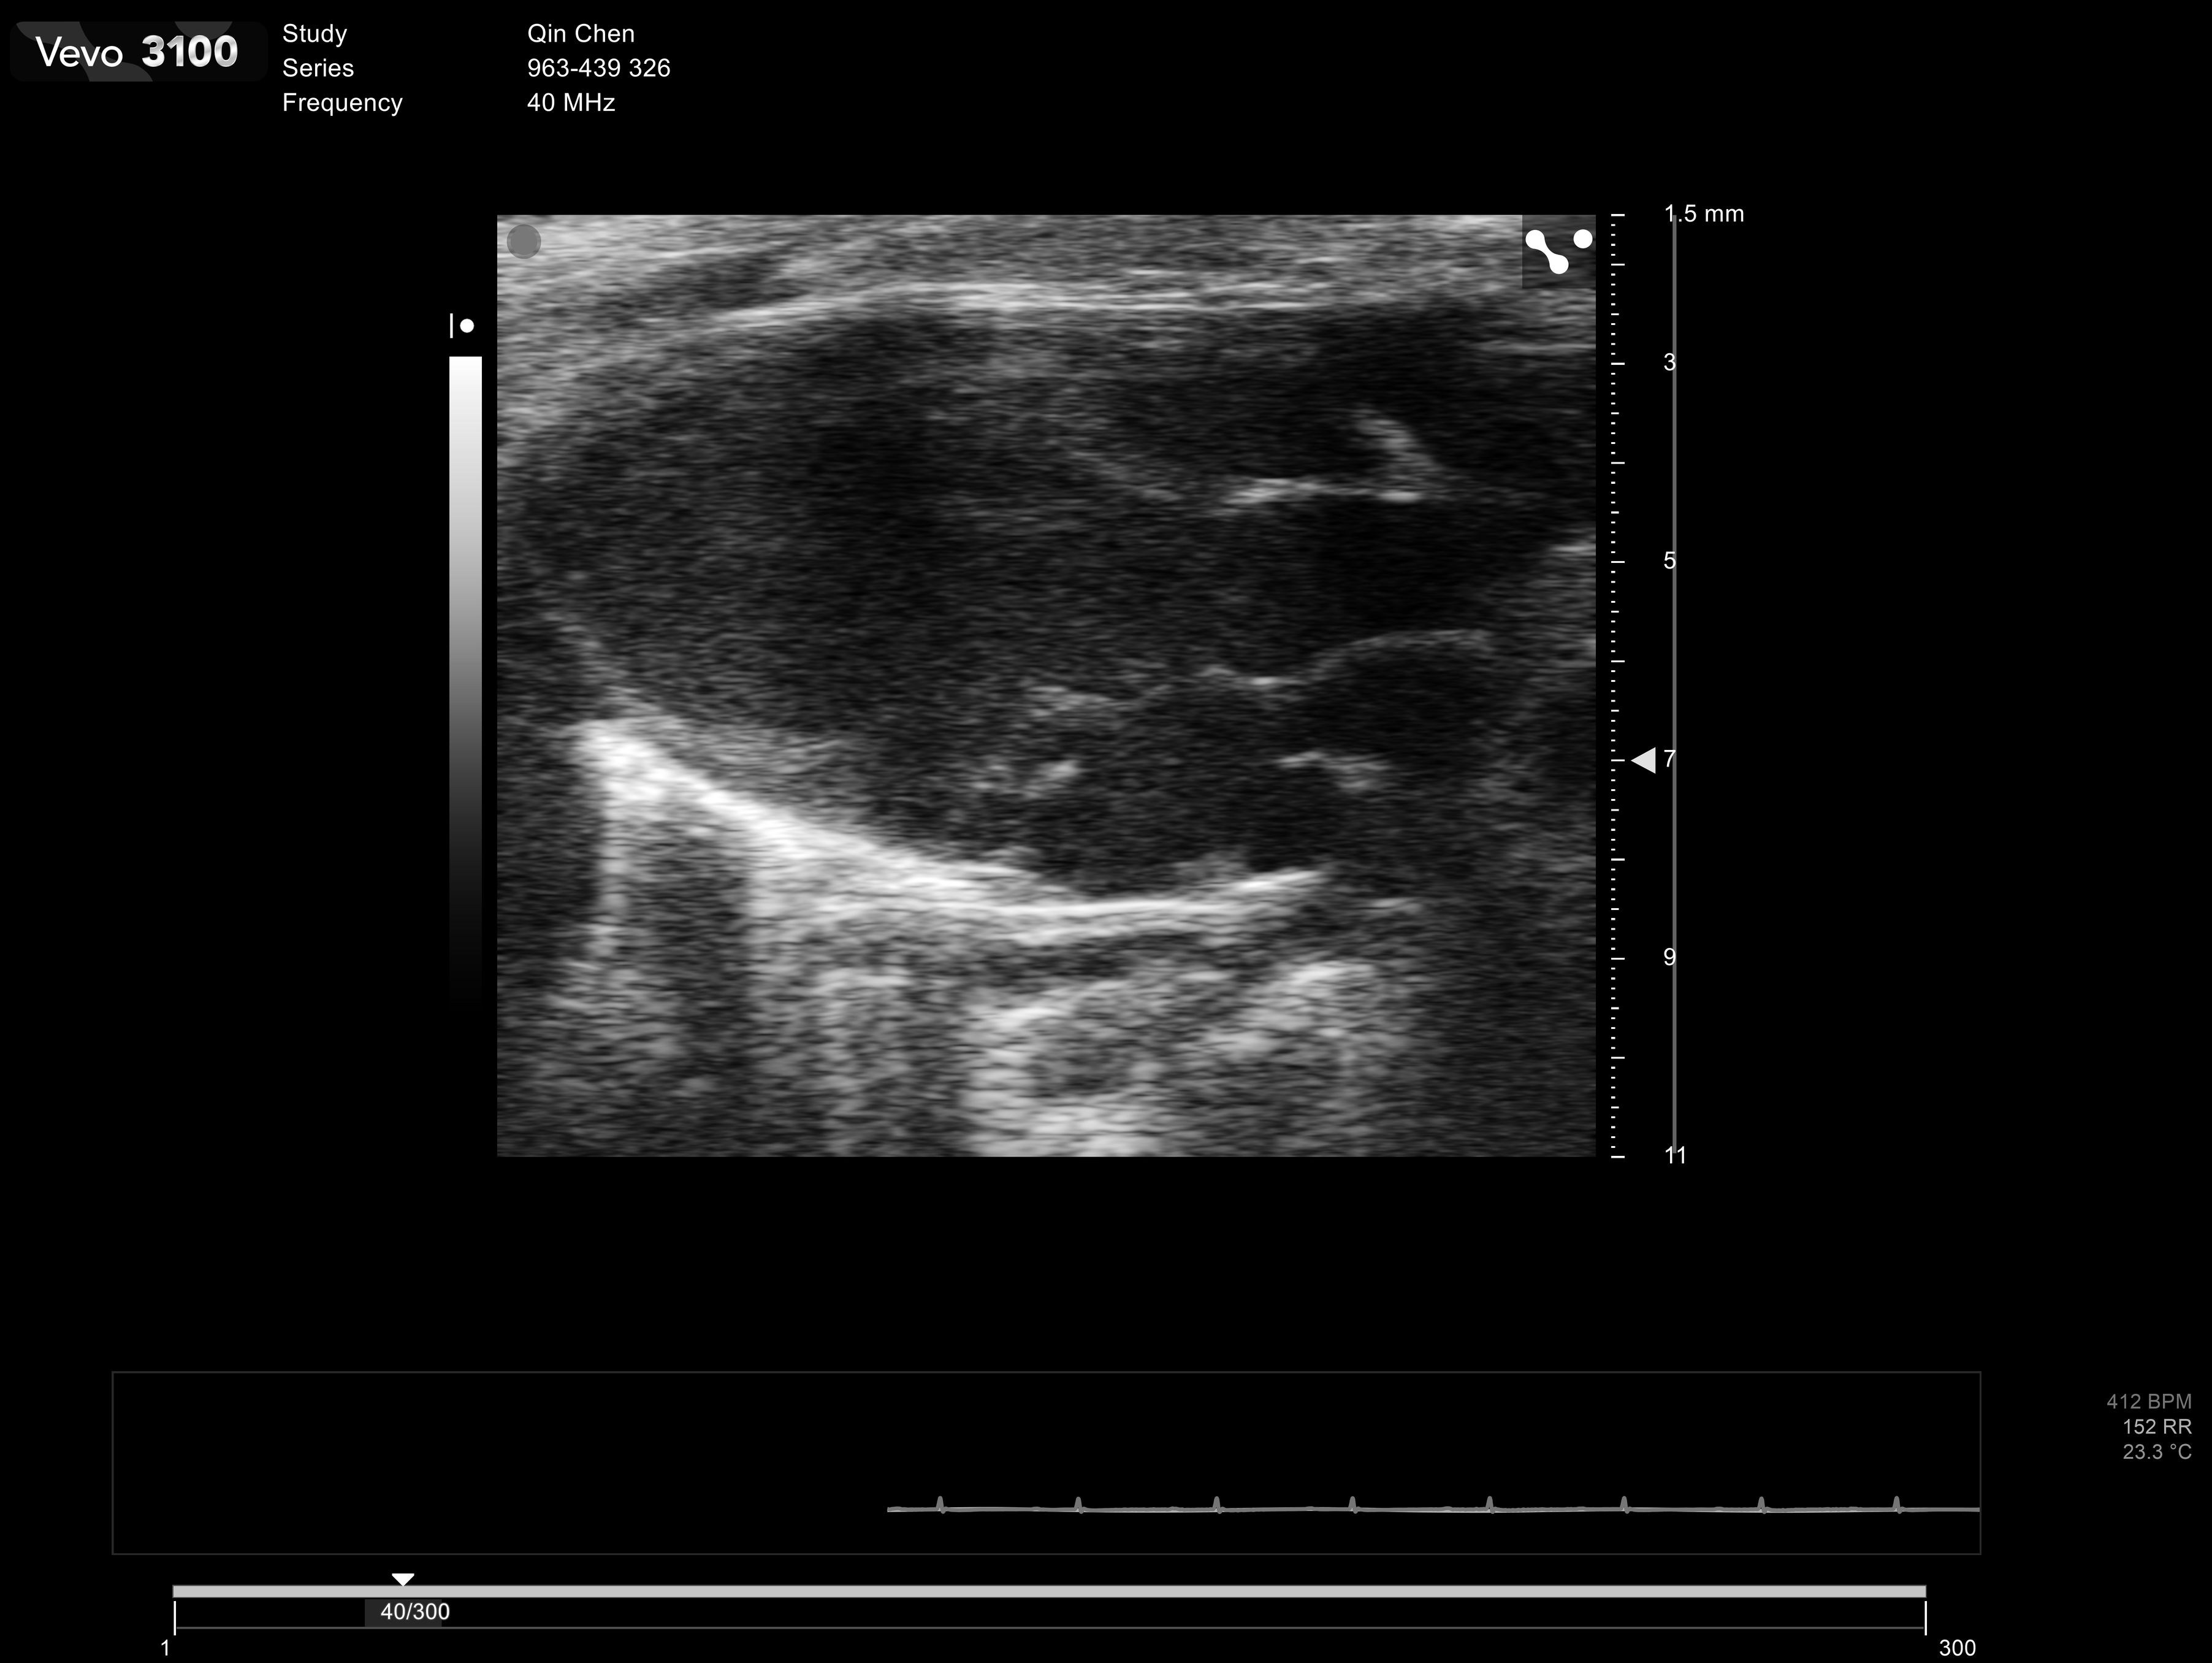 Vevo 3100
Study Qin Chen
Series 963-439 326
Frequency 40 MHz
1.5 mm
3
5
7
9
11
412 BPM
152 RR
23.3 °C
40/300
1 300